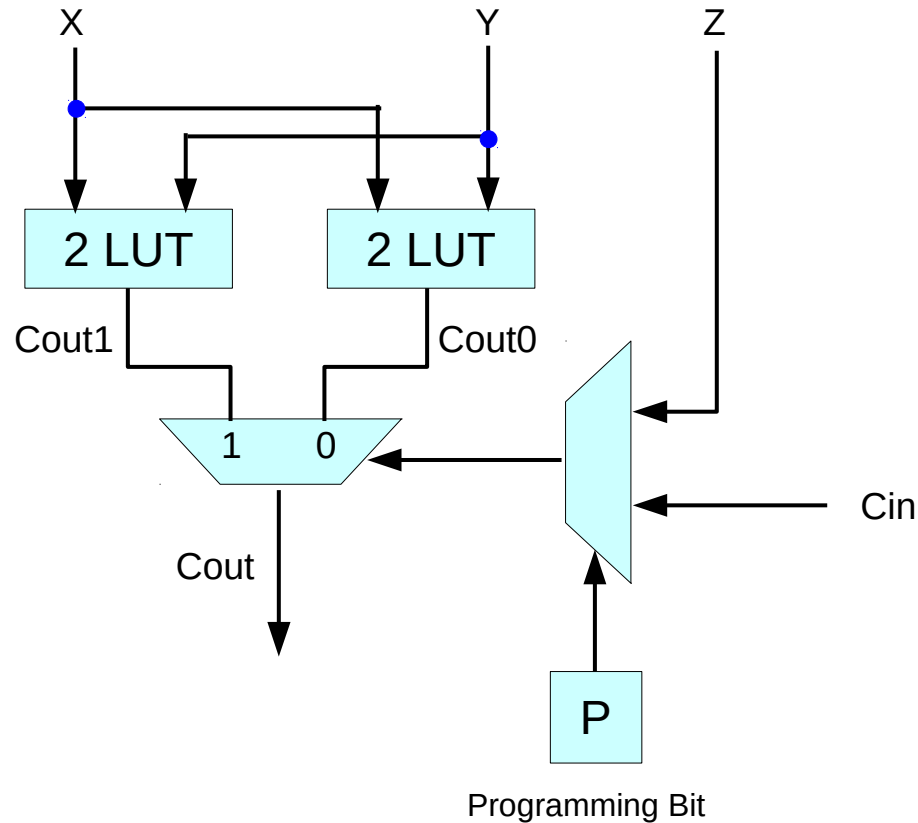 X Y Z
2 LUT 2 LUT
Cout1 Cout0
1 0
Cin
Cout
P
Programming Bit